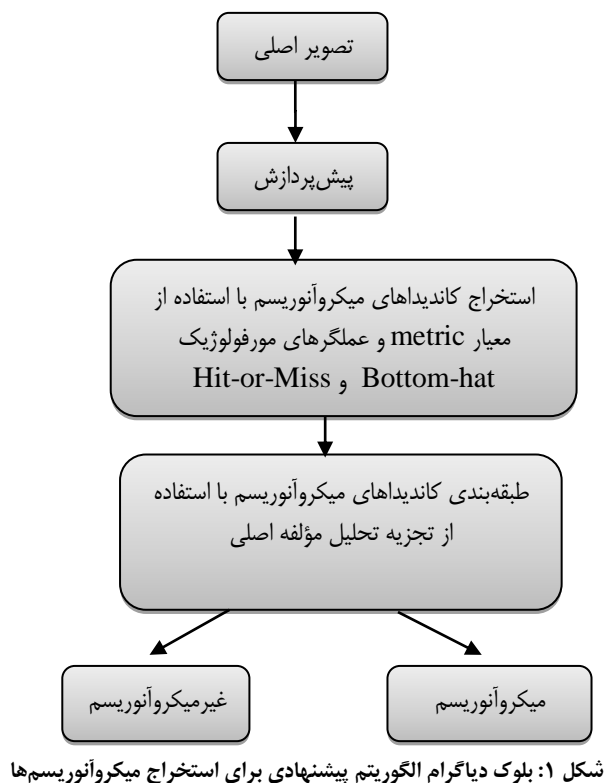 تصویر اصلی
پیش‌پردازش
استخراج کاندیداهای میکروآنوریسم با استفاده از
معیار metric و عملگرهای مورفولوژیک
Bottom-hat و Hit-or-Miss
طبقه‌بندی کاندیداهای میکروآنوریسم با استفاده
از تجزیه تحلیل مؤلفه اصلی
میکروآنوریسم
غیرمیکروآنوریسم
شکل ۱: بلوک دیاگرام الگوریتم پیشنهادی برای استخراج میکروآنوریسم‌ها